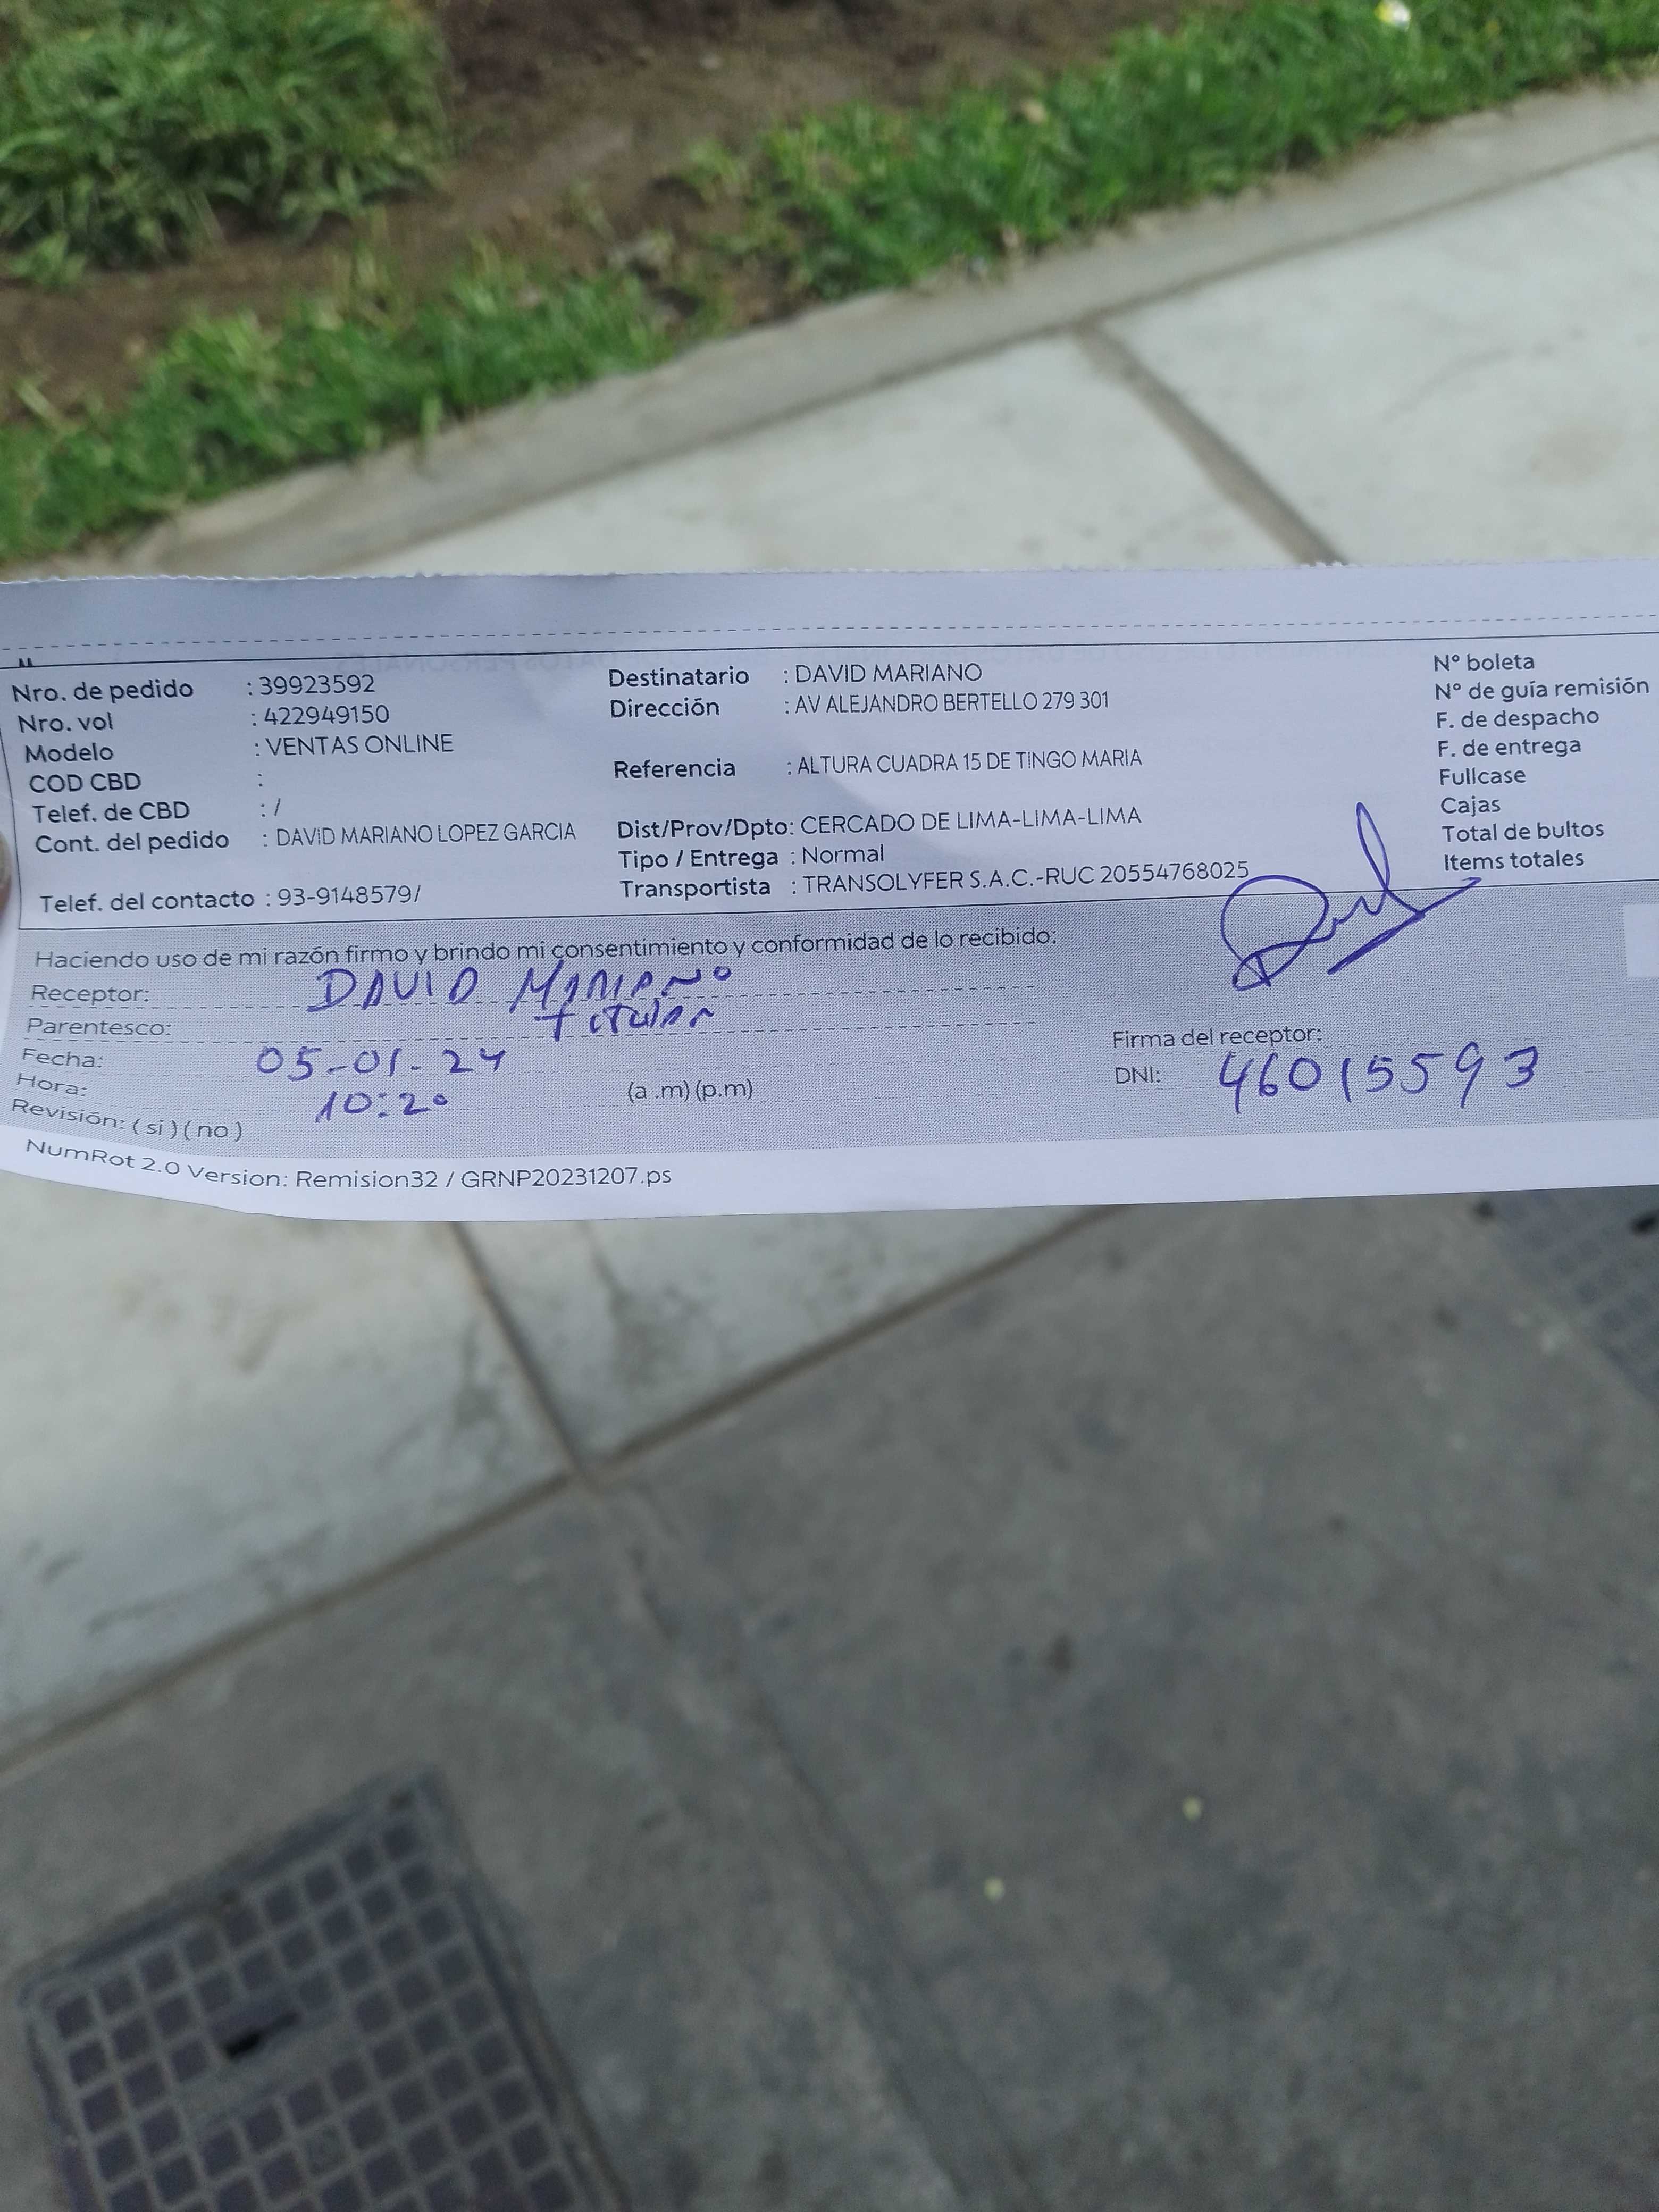 Nro. de pedido : 39923592
Nro. vol : 422949150
Modelo : VENTAS ONLINE
COD CBD :
Telef. de CBD : /
Cont. del pedido : DAVID MARIANO LOPEZ GARCIA
Telef. del contacto : 93-9148579/
Destinatario : DAVID MARIANO
Dirección : AV ALEJANDRO BERTELLO 279 301
Referencia : ALTURA CUADRA 15 DE TINGO MARIA
Dist/Prov/Dpto: CERCADO DE LIMA-LIMA-LIMA
Tipo / Entrega : Normal
Transportista : TRANSOLYFER S.A.C.-RUC 20554768025
N° boleta
N° de guía remisión
F. de despacho
F. de entrega
Fullcase
Cajas
Total de bultos
Items totales
Haciendo uso de mi razón firmo y brindo mi consentimiento y conformidad de lo recibido:
Receptor: DAVID MARIANO
Parentesco: titular
Fecha: 05-01-24
Hora: 10:20 (a .m) (p.m)
Revisión: ( si ) ( no )
Firma del receptor:
DNI: 46015593
NumRot 2.0 Version: Remision32 / GRNP20231207.ps